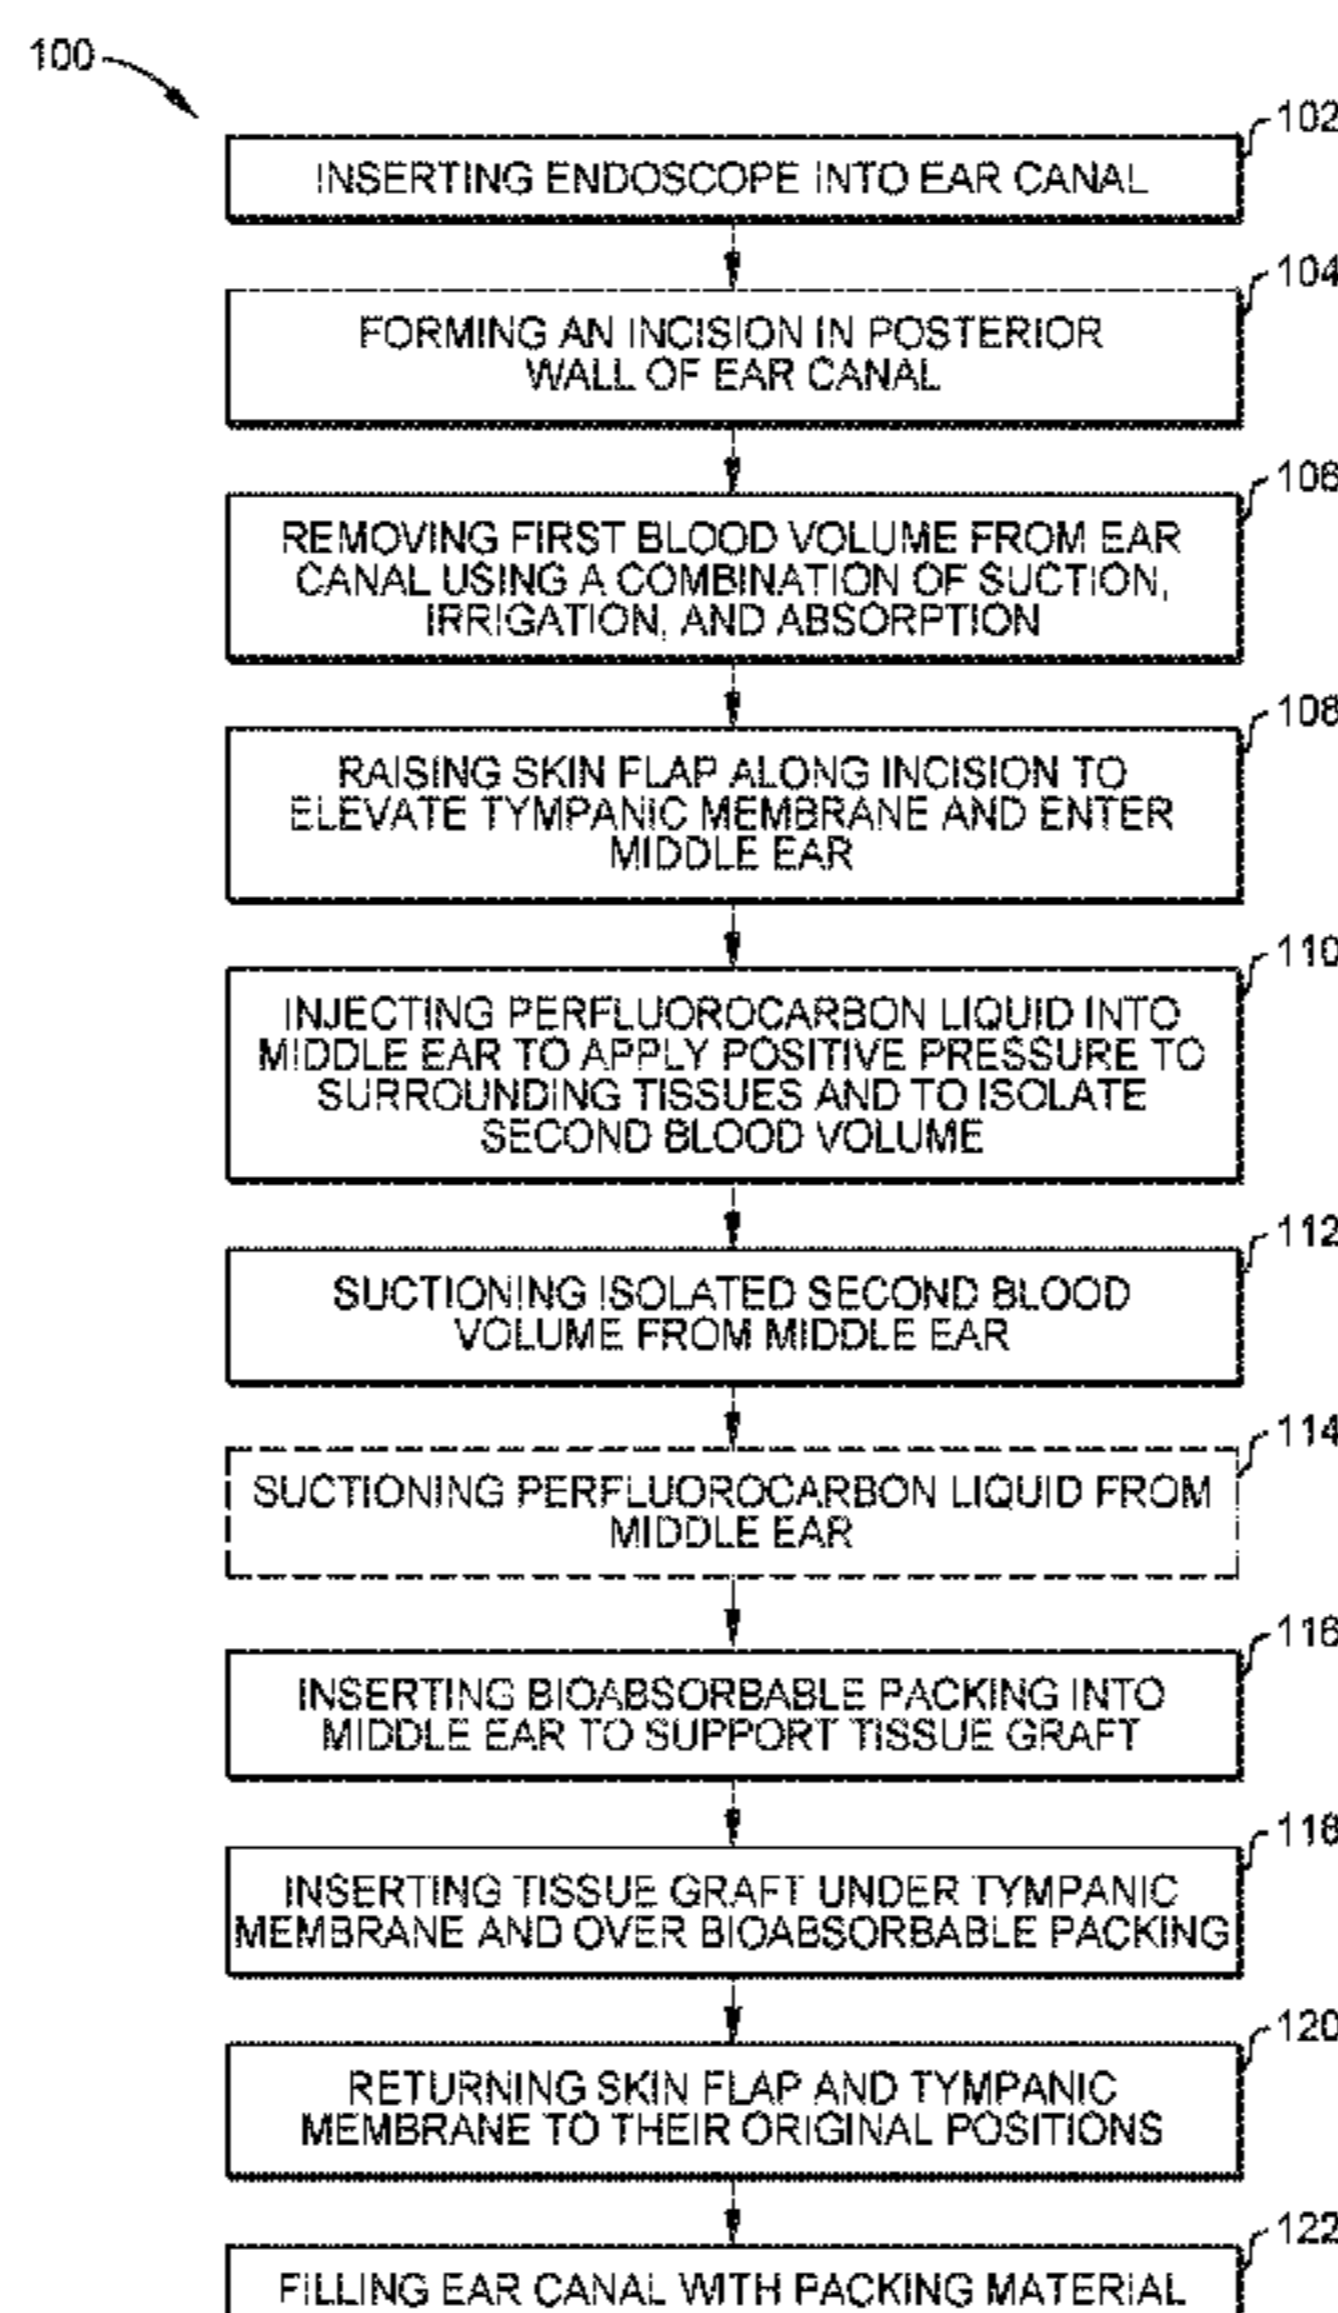 100
102
INSERTING ENDOSCOPE INTO EAR CANAL
104
FORMING AN INCISION IN POSTERIOR
WALL OF EAR CANAL
106
REMOVING FIRST BLOOD VOLUME FROM EAR
CANAL USING A COMBINATION OF SUCTION,
IRRIGATION, AND ABSORPTION
108
RAISING SKIN FLAP ALONG INCISION TO
ELEVATE TYMPANIC MEMBRANE AND ENTER
MIDDLE EAR
110
INJECTING PERFLUOROCARBON LIQUID INTO
MIDDLE EAR TO APPLY POSITIVE PRESSURE TO
SURROUNDING TISSUES AND TO ISOLATE
SECOND BLOOD VOLUME
112
SUCTIONING ISOLATED SECOND BLOOD
VOLUME FROM MIDDLE EAR
114
SUCTIONING PERFLUOROCARBON LIQUID FROM
MIDDLE EAR
116
INSERTING BIOABSORBABLE PACKING INTO
MIDDLE EAR TO SUPPORT TISSUE GRAFT
118
INSERTING TISSUE GRAFT UNDER TYMPANIC
MEMBRANE AND OVER BIOABSORBABLE PACKING
120
RETURNING SKIN FLAP AND TYMPANIC
MEMBRANE TO THEIR ORIGINAL POSITIONS
122
FILLING EAR CANAL WITH PACKING MATERIAL